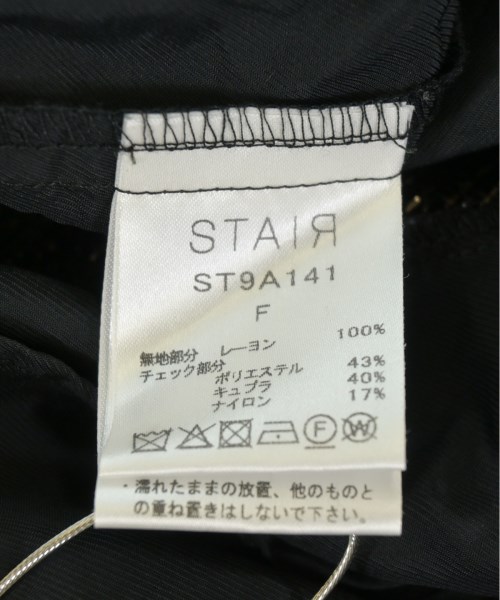 STAIR
ST9A141
F
無地部分 レーヨン 100%
チェック部分
ポリエステル 43%
キュプラ 40%
ナイロン 17%
F W
・濡れたままの放置、他のものと
の重ね置きはしないで下さい。